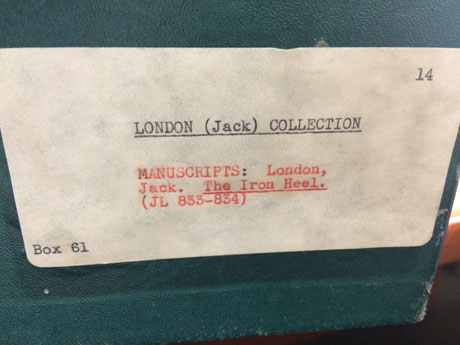 14
LONDON (Jack) COLLECTION
MANUSCRIPTS: London,
Jack. The Iron Heel.
(JL 833-834)
Box 61